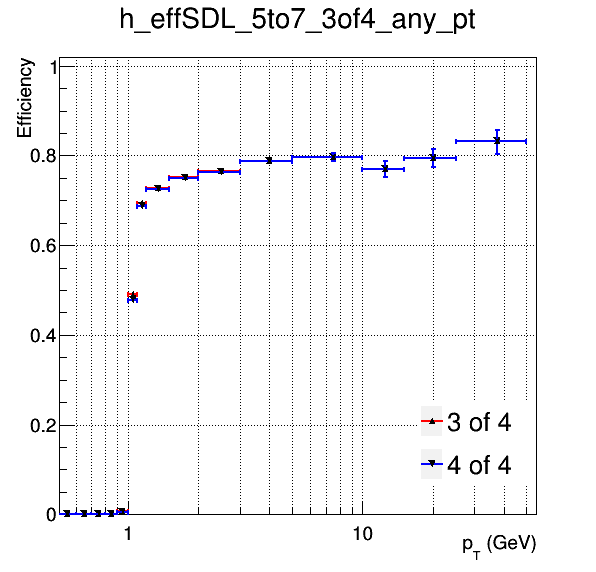 h_effSDL_5to7_3of4_any_pt
Efficiency
1
0.8
0.6
0.4
0.2
0
3 of 4
4 of 4
1
10
p_T (GeV)